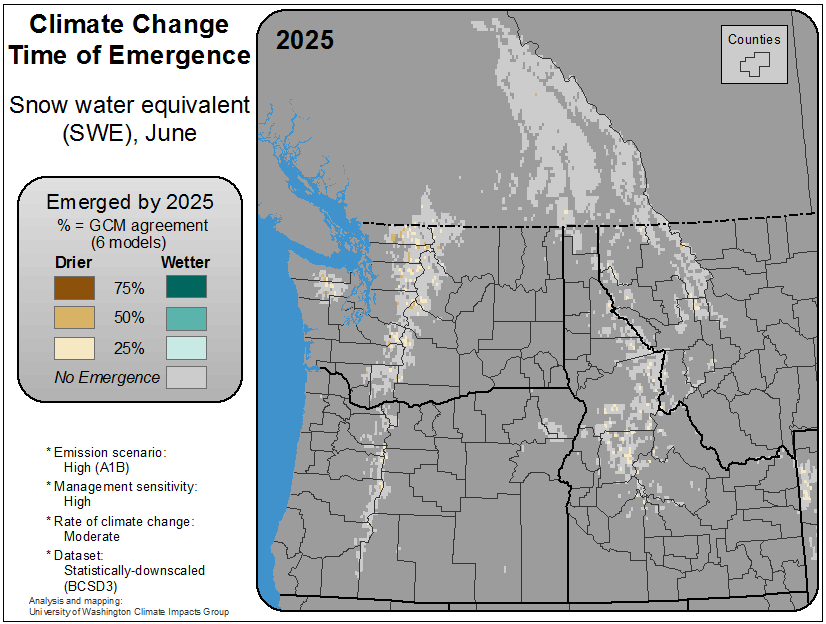 Climate Change
Time of Emergence
Snow water equivalent
(SWE), June
Emerged by 2025
% = GCM agreement
(6 models)
Drier Wetter
75%
50%
25%
No Emergence
* Emission scenario:
High (A1B)
* Management sensitivity:
High
* Rate of climate change:
Moderate
* Dataset:
Statistically-downscaled
(BCSD3)
Analysis and mapping:
University of Washington Climate Impacts Group
2025
Counties